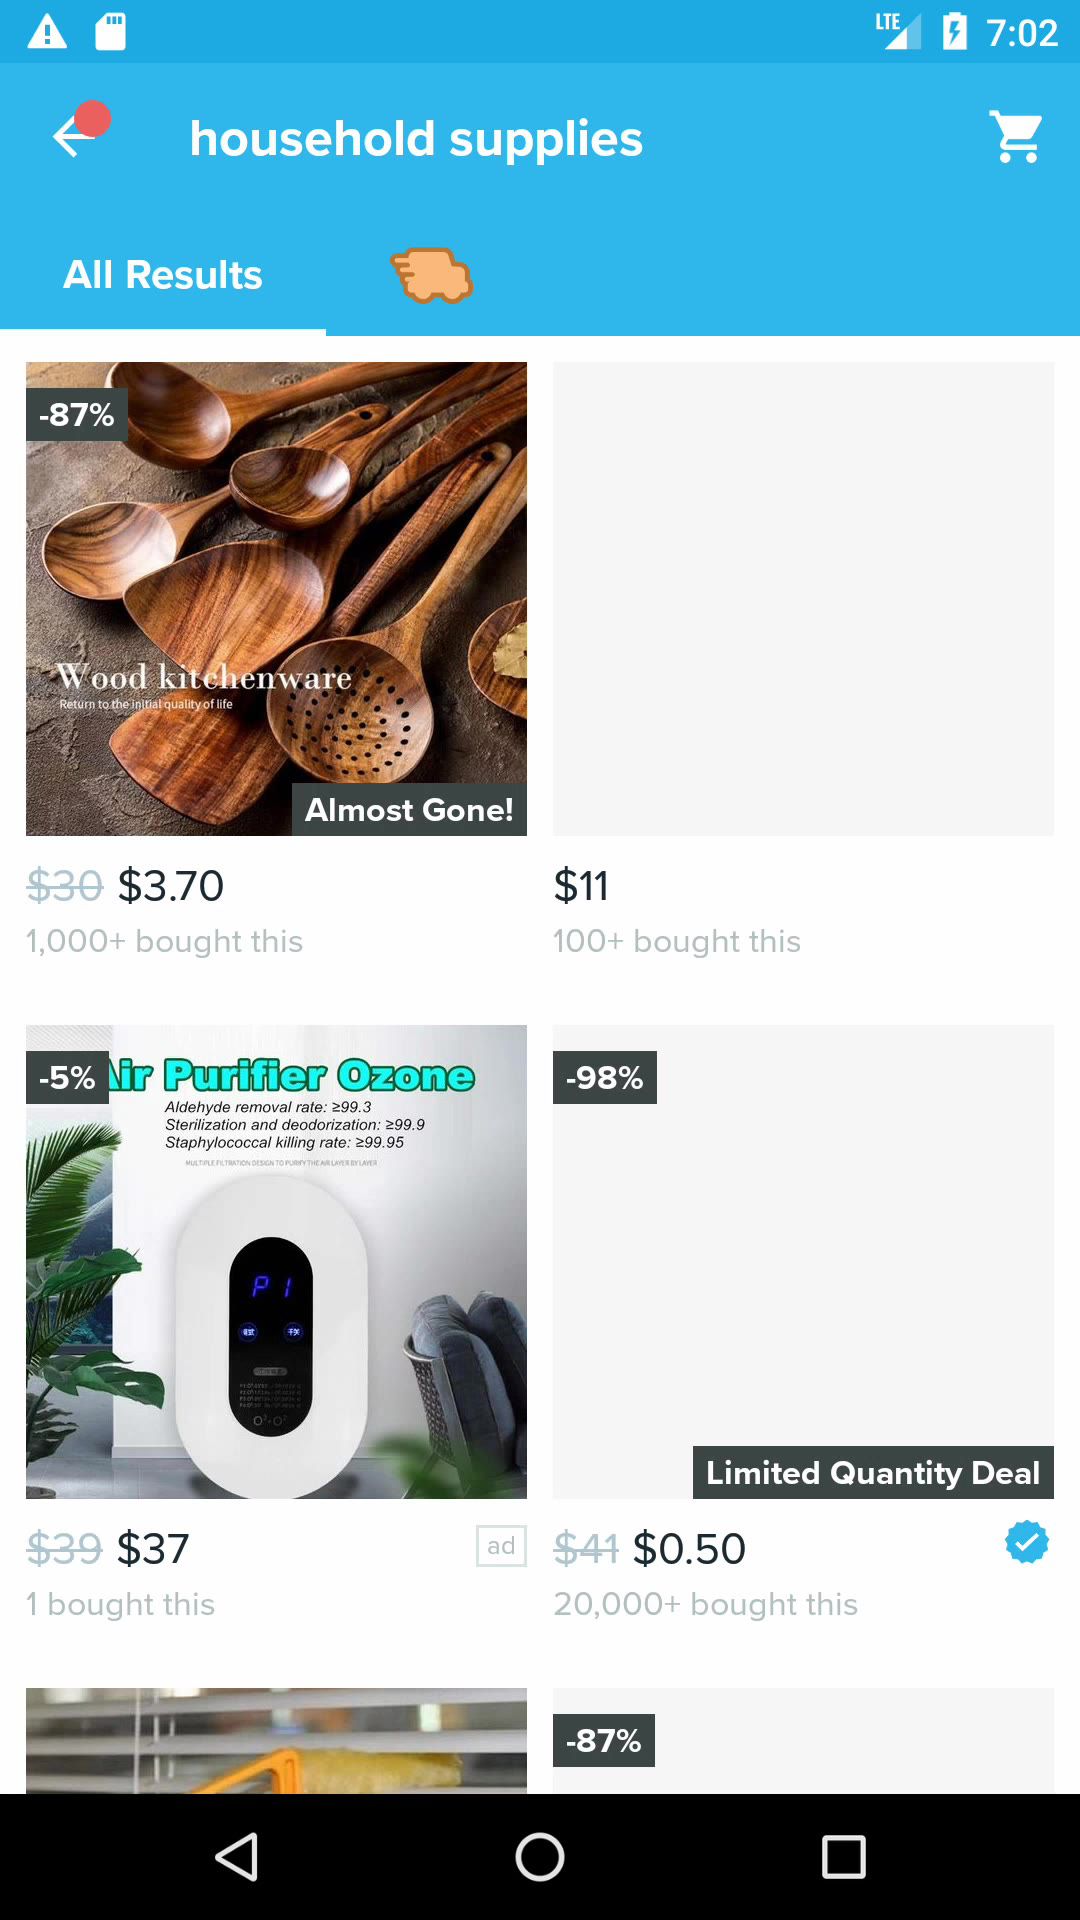 LTE 7:02
household supplies
All Results
-87%
Wood kitchenware
Return to the initial quality of life
Almost Gone!
$30 $3.70
1,000+ bought this
$11
100+ bought this
-5%
Air Purifier Ozone
Aldehyde removal rate: ≥99.3
Sterilization and deodorization: ≥99.9
Staphylococcal killing rate: ≥99.95
MULTIPLE FILTRATION DESIGN TO PURIFY THE AIR LAYER BY LAYER
P1
$39 $37
ad
1 bought this
-98%
Limited Quantity Deal
$41 $0.50
20,000+ bought this
-87%